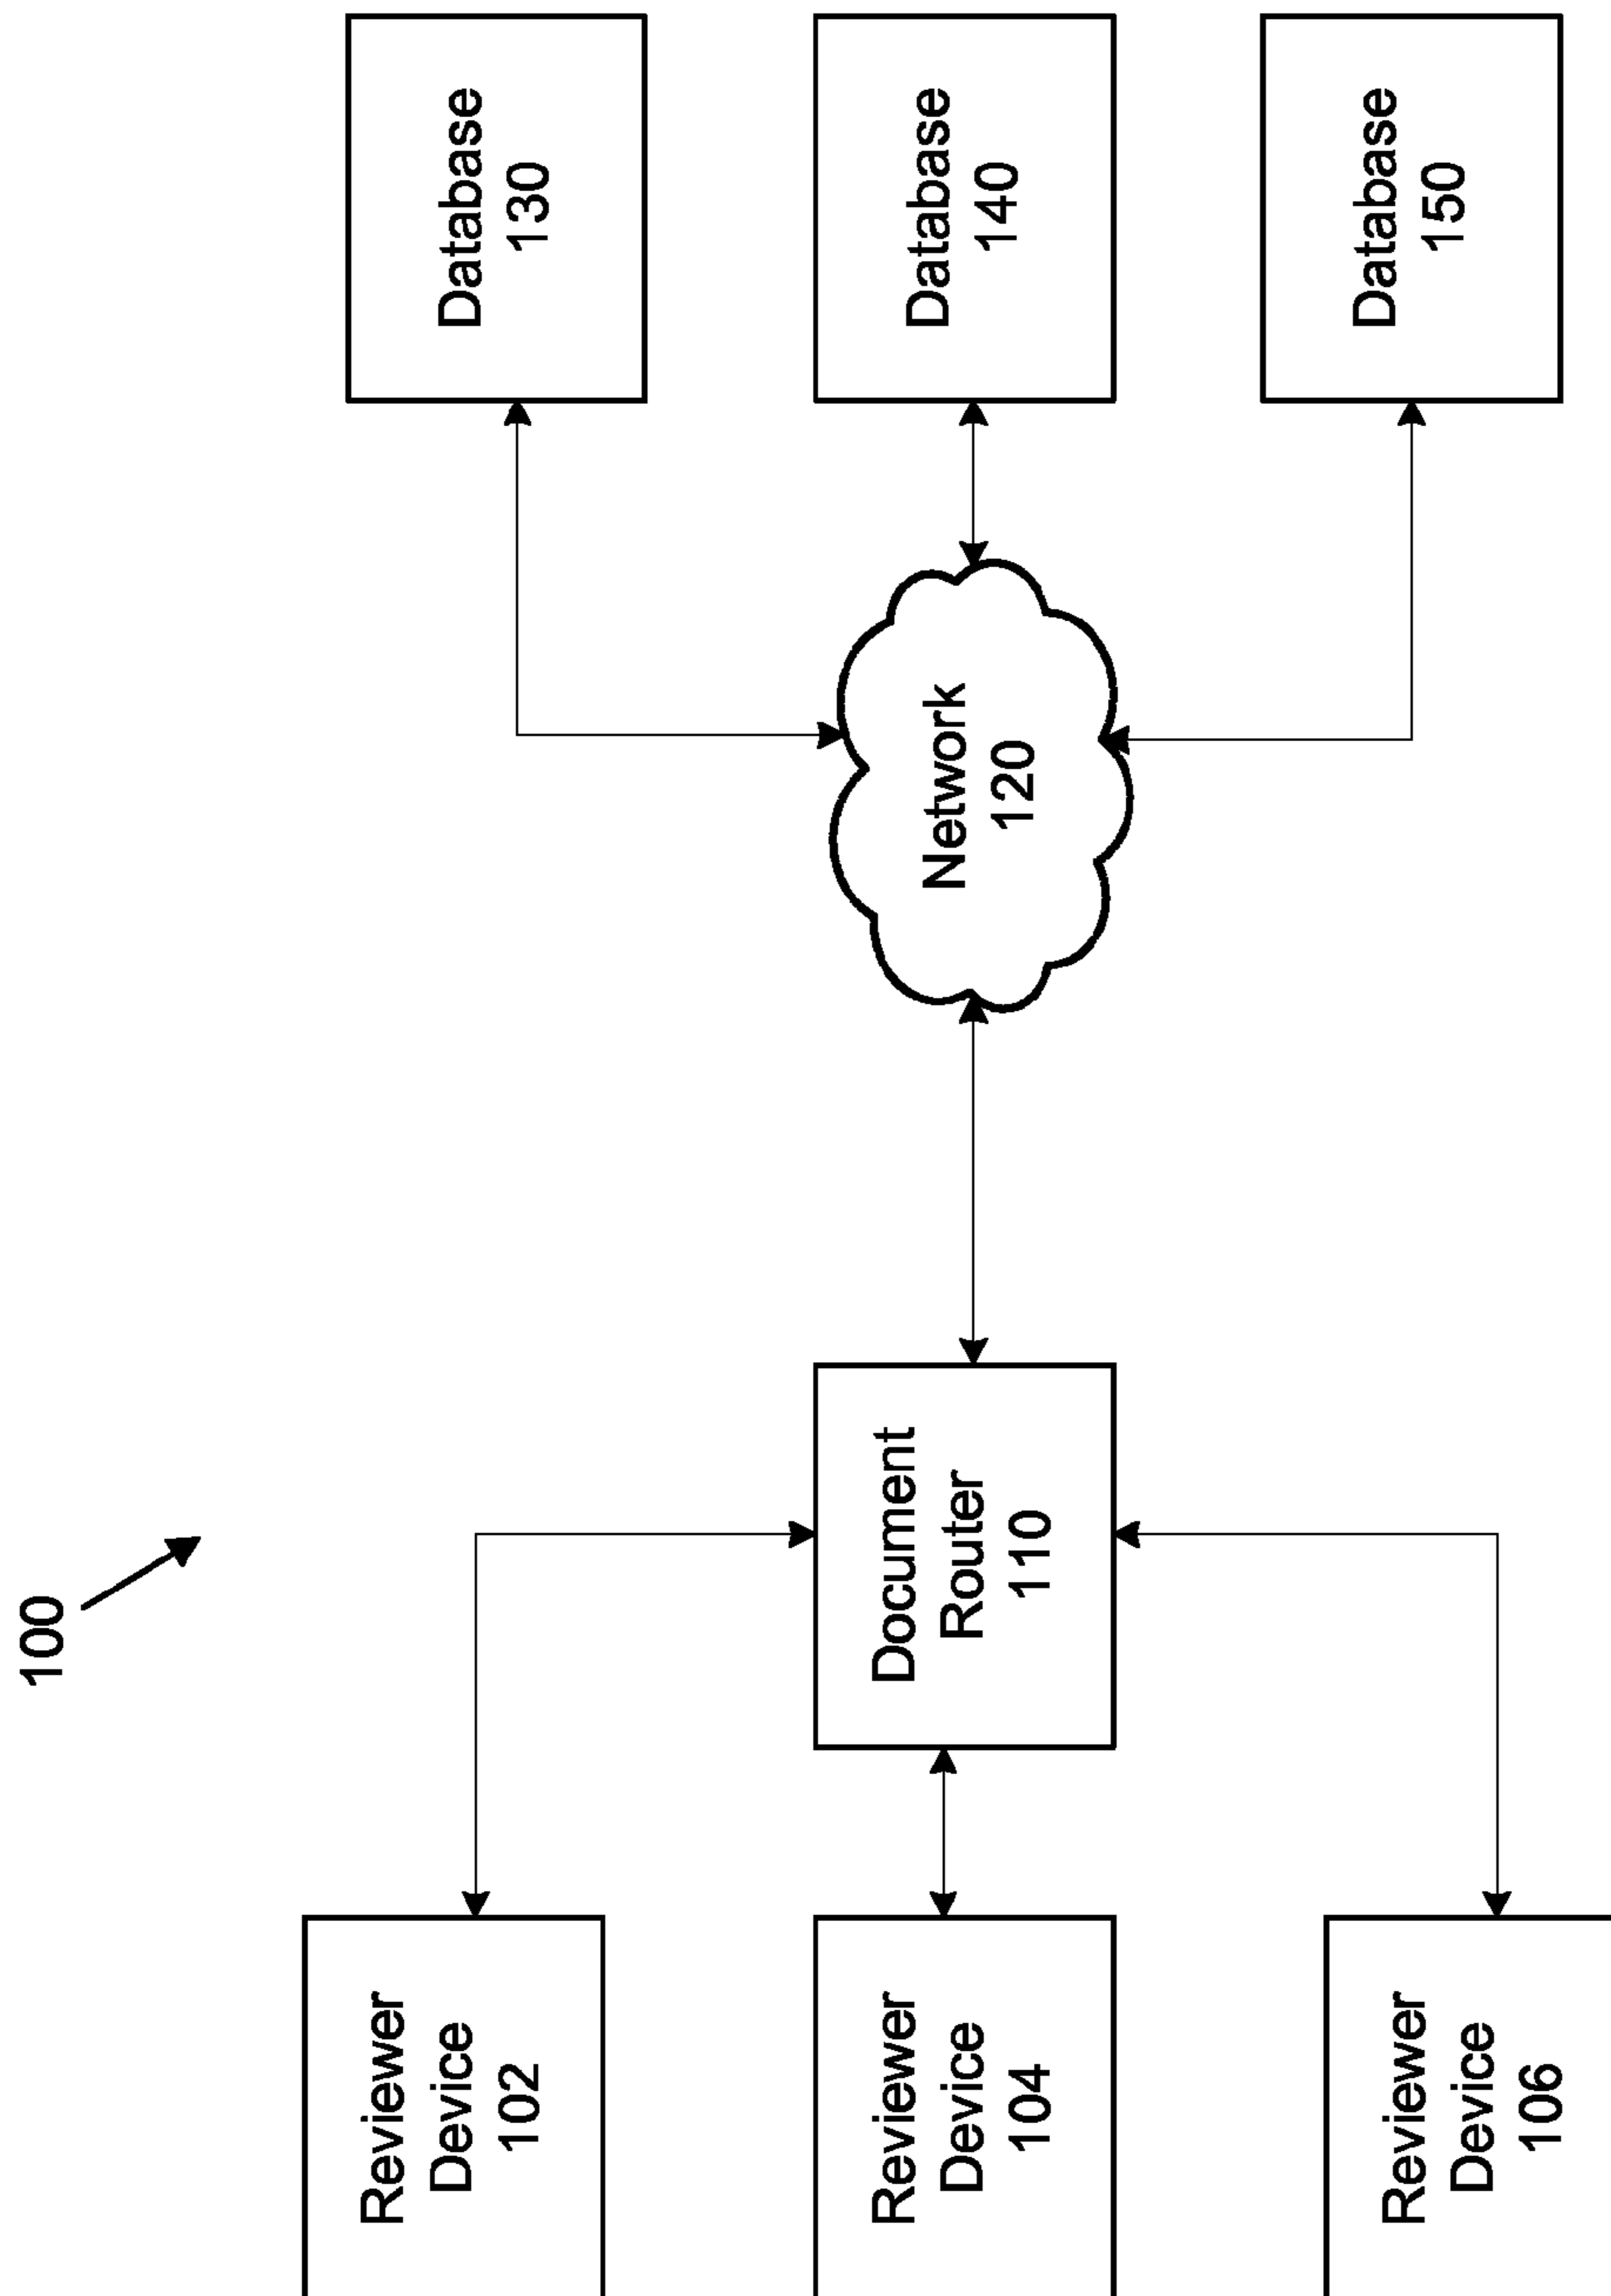 100
Reviewer
Device
102
Reviewer
Device
104
Reviewer
Device
106
Document
Router
110
Network
120
Database
130
Database
140
Database
150